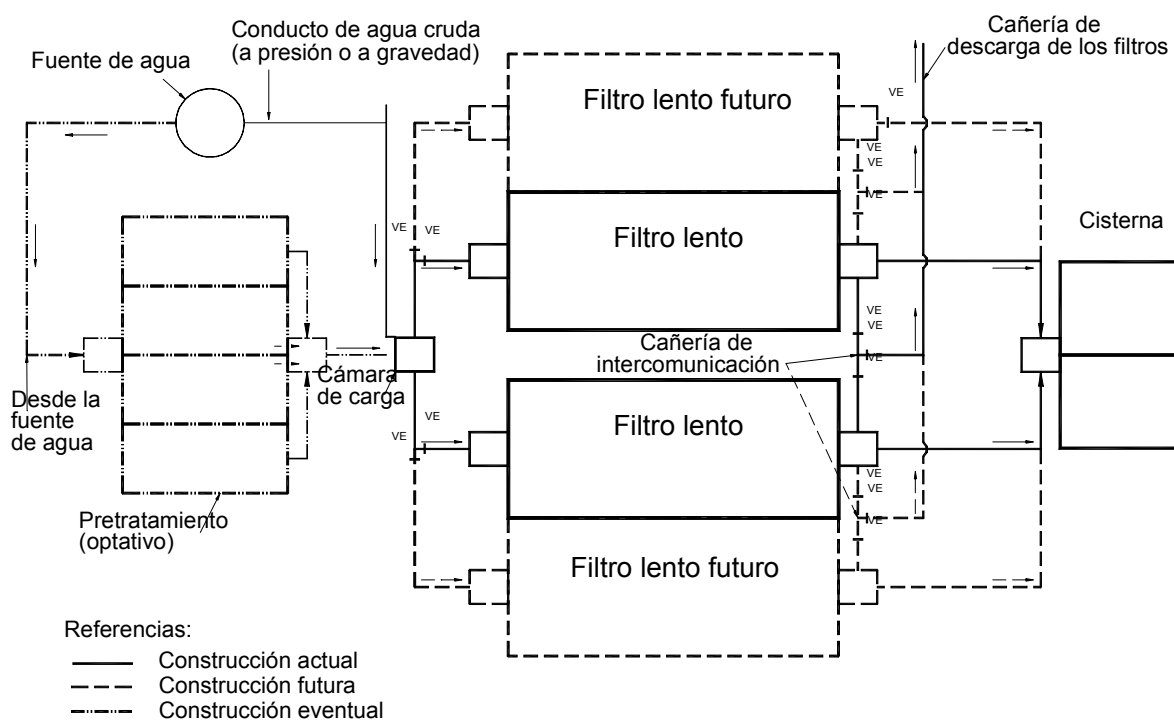 Conducto de agua cruda
(a presión o a gravedad)
Fuente de agua
Cañería de
descarga de los filtros
Filtro lento futuro
VE
VE
VE
VE
Cisterna
VE
VE
Filtro lento
VE
VE
Cañería de
intercomunicación
VE
Cámara
de carga
Desde la
fuente
de agua
VE
VE
Filtro lento
VE
VE
VE
Pretratamiento
(optativo)
Filtro lento futuro
Referencias:
Construcción actual
Construcción futura
Construcción eventual